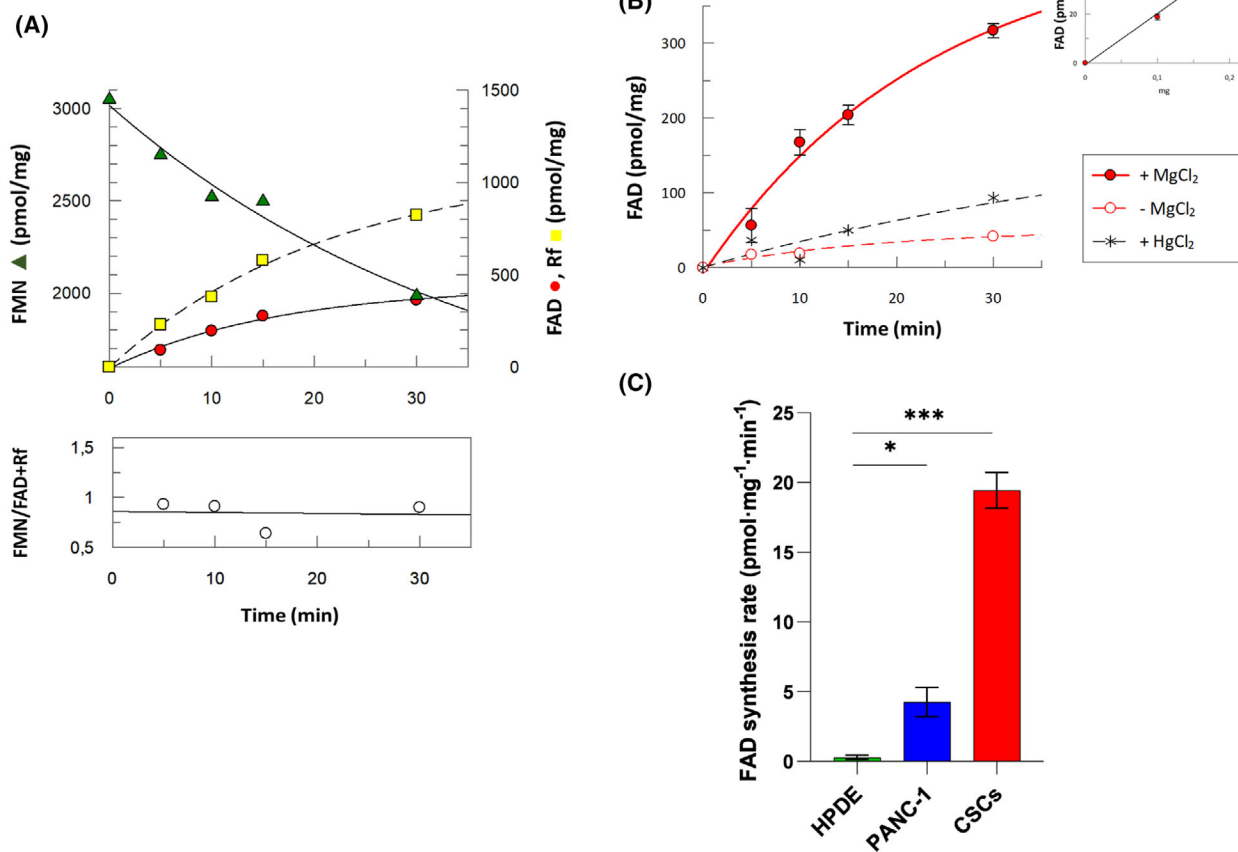 (A)
3000
2500
2000
FMN (pmol/mg)
1500
1000
500
0
FAD , Rf (pmol/mg)
0 10 20 30
1,5
1
0,5
FMN/FAD+Rf
0 10 20 30
Time (min)
(B)
300
200
100
0
FAD (pmol/mg)
0 10 20 30
Time (min)
20
0
0 0,1 0,2
mg
+ MgCl₂
- MgCl₂
+ HgCl₂
(C)
25
20
15
10
5
0
FAD synthesis rate (pmol·mg⁻¹·min⁻¹)
***
*
HPDE
PANC-1
CSCs